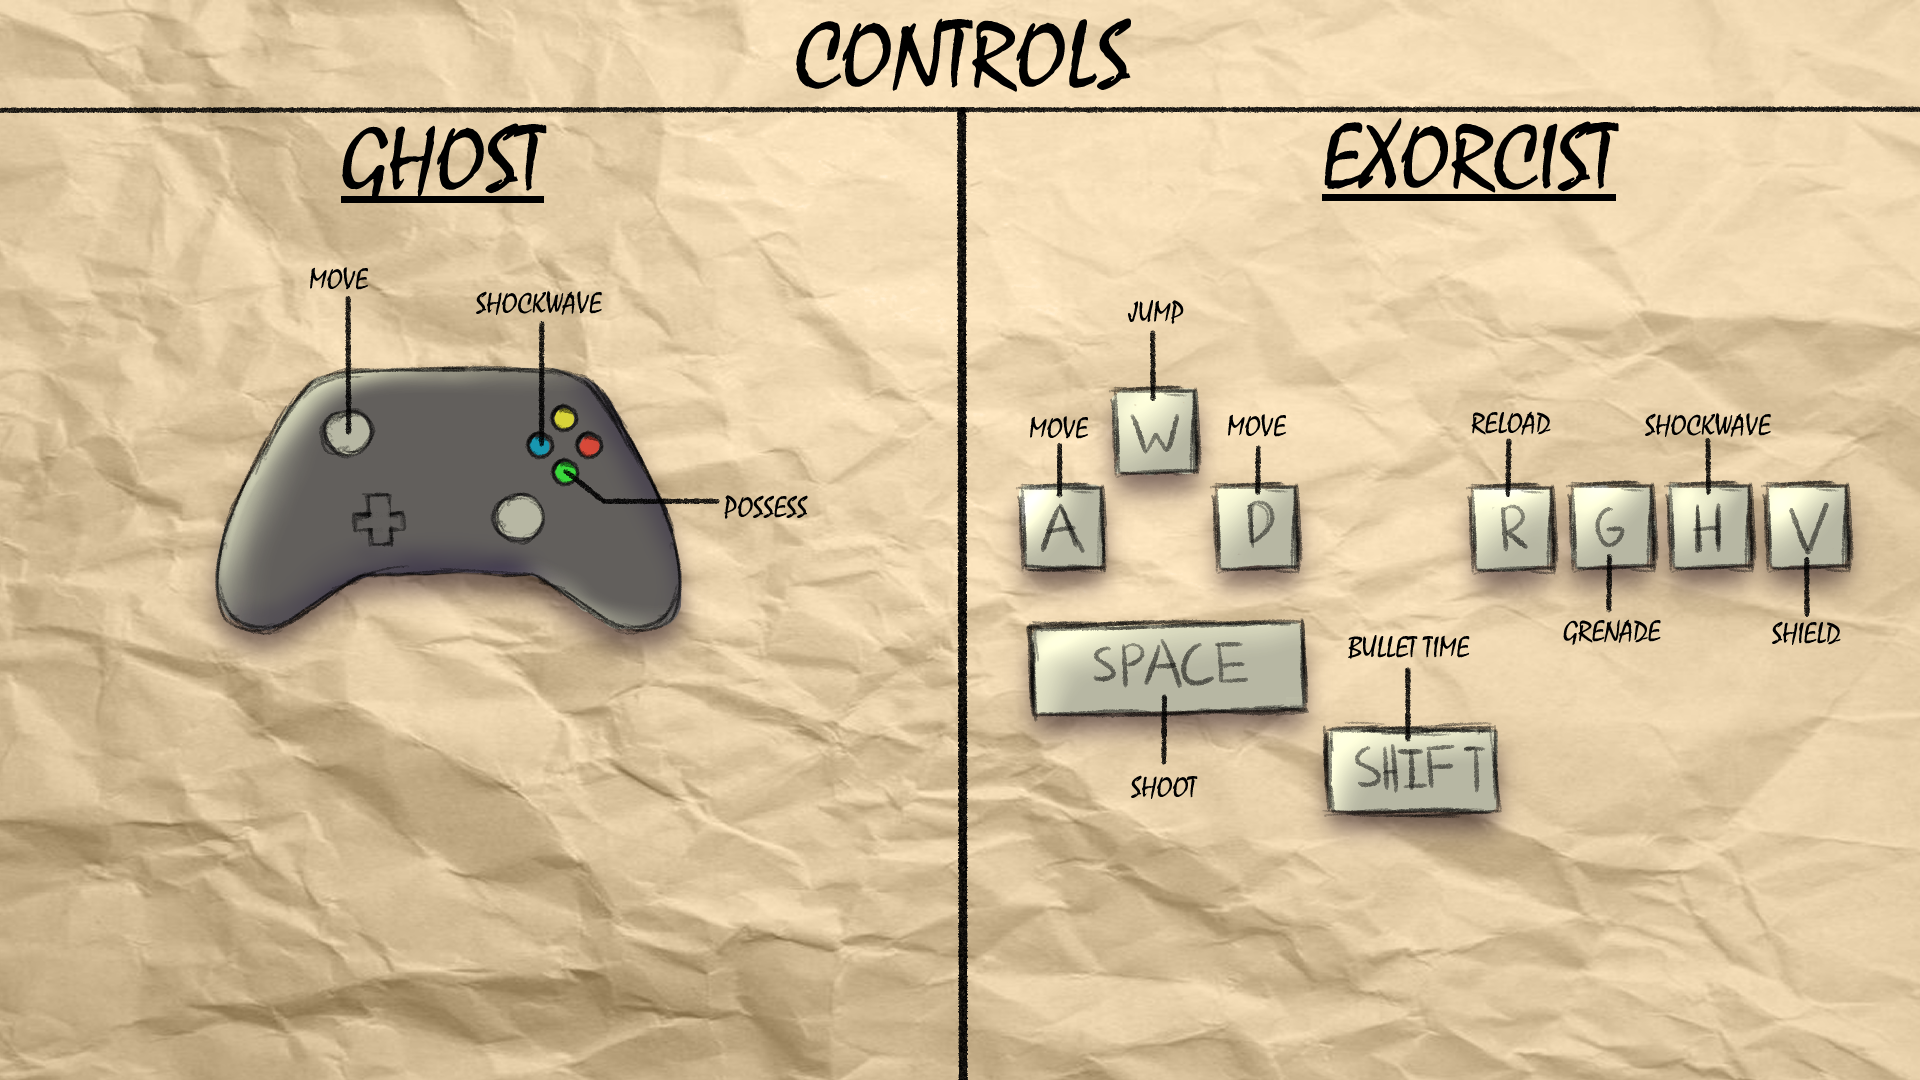 CONTROLS
GHOST
MOVE
SHOCKWAVE
POSSESS
EXORCIST
JUMP
MOVE
MOVE
W
A
D
RELOAD
SHOCKWAVE
R G H V
GRENADE
SHIELD
SPACE
SHOOT
BULLET TIME
SHIFT